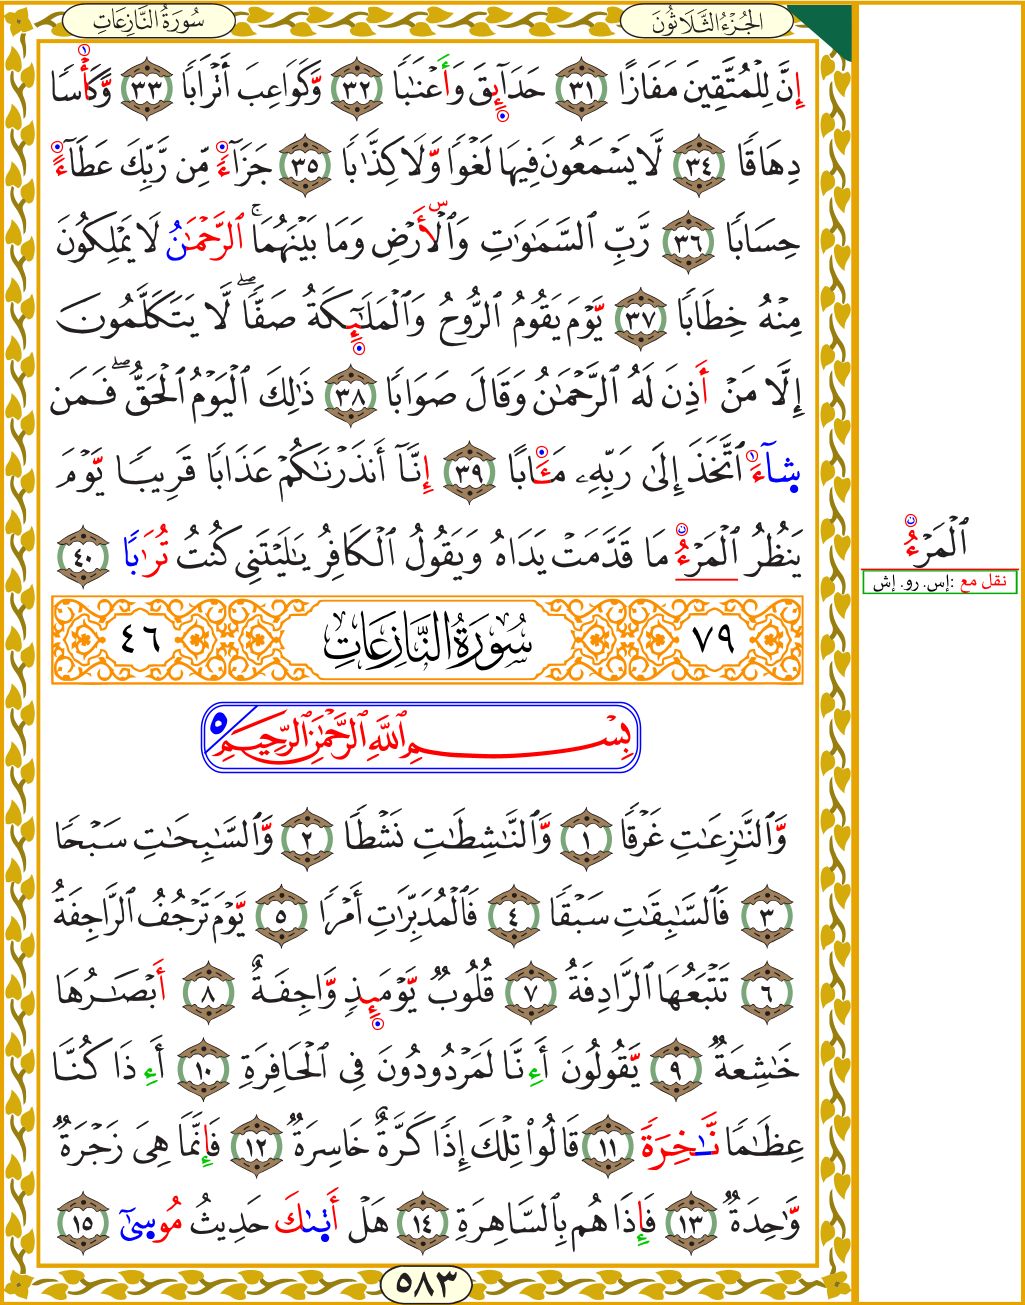 سُورَةُ النَّازِعَاتِ
الجُزْءُ الثَّلَاثُونَ
إِنَّ لِلْمُتَّقِينَ مَفَازًا ٣١ حَدَآئِقَ وَأَعْنَٰبًا ٣٢ وَّكَوَاعِبَ أَتْرَابًا ٣٣ وَّكَأْسًا
دِهَاقًا ٣٤ لَّا يَسْمَعُونَ فِيهَا لَغْوًا وَّلَا كِذَّٰبًا ٣٥ جَزَآءً مِّن رَّبِّكَ عَطَآءً
حِسَابًا ٣٦ رَّبِّ ٱلسَّمَٰوَٰتِ وَٱلْأَرْضِ وَمَا بَيْنَهُمَا ۚ ٱلرَّحْمَٰنُ لَا يَمْلِكُونَ
مِنْهُ خِطَابًا ٣٧ يَّوْمَ يَقُومُ ٱلرُّوحُ وَٱلْمَلَٰٓئِكَةُ صَفًّا ۖ لَّا يَتَكَلَّمُونَ
إِلَّا مَنْ أَذِنَ لَهُ ٱلرَّحْمَٰنُ وَقَالَ صَوَابًا ٣٨ ذَٰلِكَ ٱلْيَوْمُ ٱلْحَقُّ ۖ فَمَن
شَآءَ ٱتَّخَذَ إِلَىٰ رَبِّهِۦ مَـَٔابًا ٣٩ إِنَّآ أَنذَرْنَٰكُمْ عَذَابًا قَرِيبًا يَّوْمَ
يَنظُرُ ٱلْمَرْءُ مَا قَدَّمَتْ يَدَاهُ وَيَقُولُ ٱلْكَافِرُ يَٰلَيْتَنِى كُنتُ تُرَٰبًا ٤٠
ٱلْمَرْءُ
نقل مع :إس. رو. إش
٧٩ سُورَةُ النَّازِعَاتِ ٤٦
بِسْمِ ٱللَّهِ ٱلرَّحْمَٰنِ ٱلرَّحِيمِ ٥
وَّٱلنَّٰزِعَٰتِ غَرْقًا ١ وَّٱلنَّٰشِطَٰتِ نَشْطًا ٢ وَّٱلسَّٰبِحَٰتِ سَبْحًا
٣ فَٱلسَّٰبِقَٰتِ سَبْقًا ٤ فَٱلْمُدَبِّرَٰتِ أَمْرًا ٥ يَّوْمَ تَرْجُفُ ٱلرَّاجِفَةُ
٦ تَتْبَعُهَا ٱلرَّادِفَةُ ٧ قُلُوبٌ يَّوْمَئِذٍ وَّاجِفَةٌ ٨ أَبْصَٰرُهَا
خَٰشِعَةٌ ٩ يَّقُولُونَ أَءِنَّا لَمَرْدُودُونَ فِى ٱلْحَافِرَةِ ١٠ أَءِذَا كُنَّا
عِظَٰمًا نَّٰخِرَةً ١١ قَالُوا۟ تِلْكَ إِذًا كَرَّةٌ خَاسِرَةٌ ١٢ فَإِنَّمَا هِىَ زَجْرَةٌ
وَّٰحِدَةٌ ١٣ فَإِذَا هُم بِٱلسَّاهِرَةِ ١٤ هَلْ أَتَىٰكَ حَدِيثُ مُوسَىٰٓ ١٥
٥٨٣